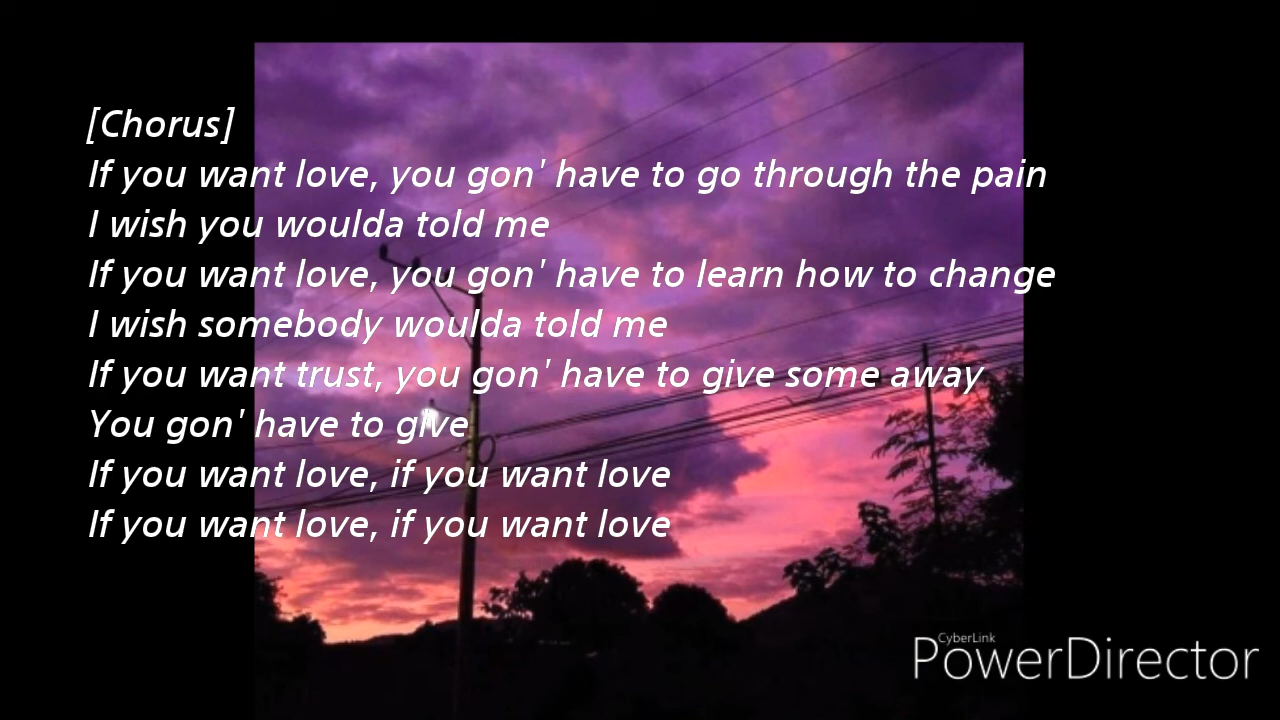 [Chorus]
If you want love, you gon' have to go through the pain
I wish you woulda told me
If you want love, you gon' have to learn how to change
I wish somebody woulda told me
If you want trust, you gon' have to give some away
You gon' have to give
If you want love, if you want love
If you want love, if you want love
CyberLink
PowerDirector